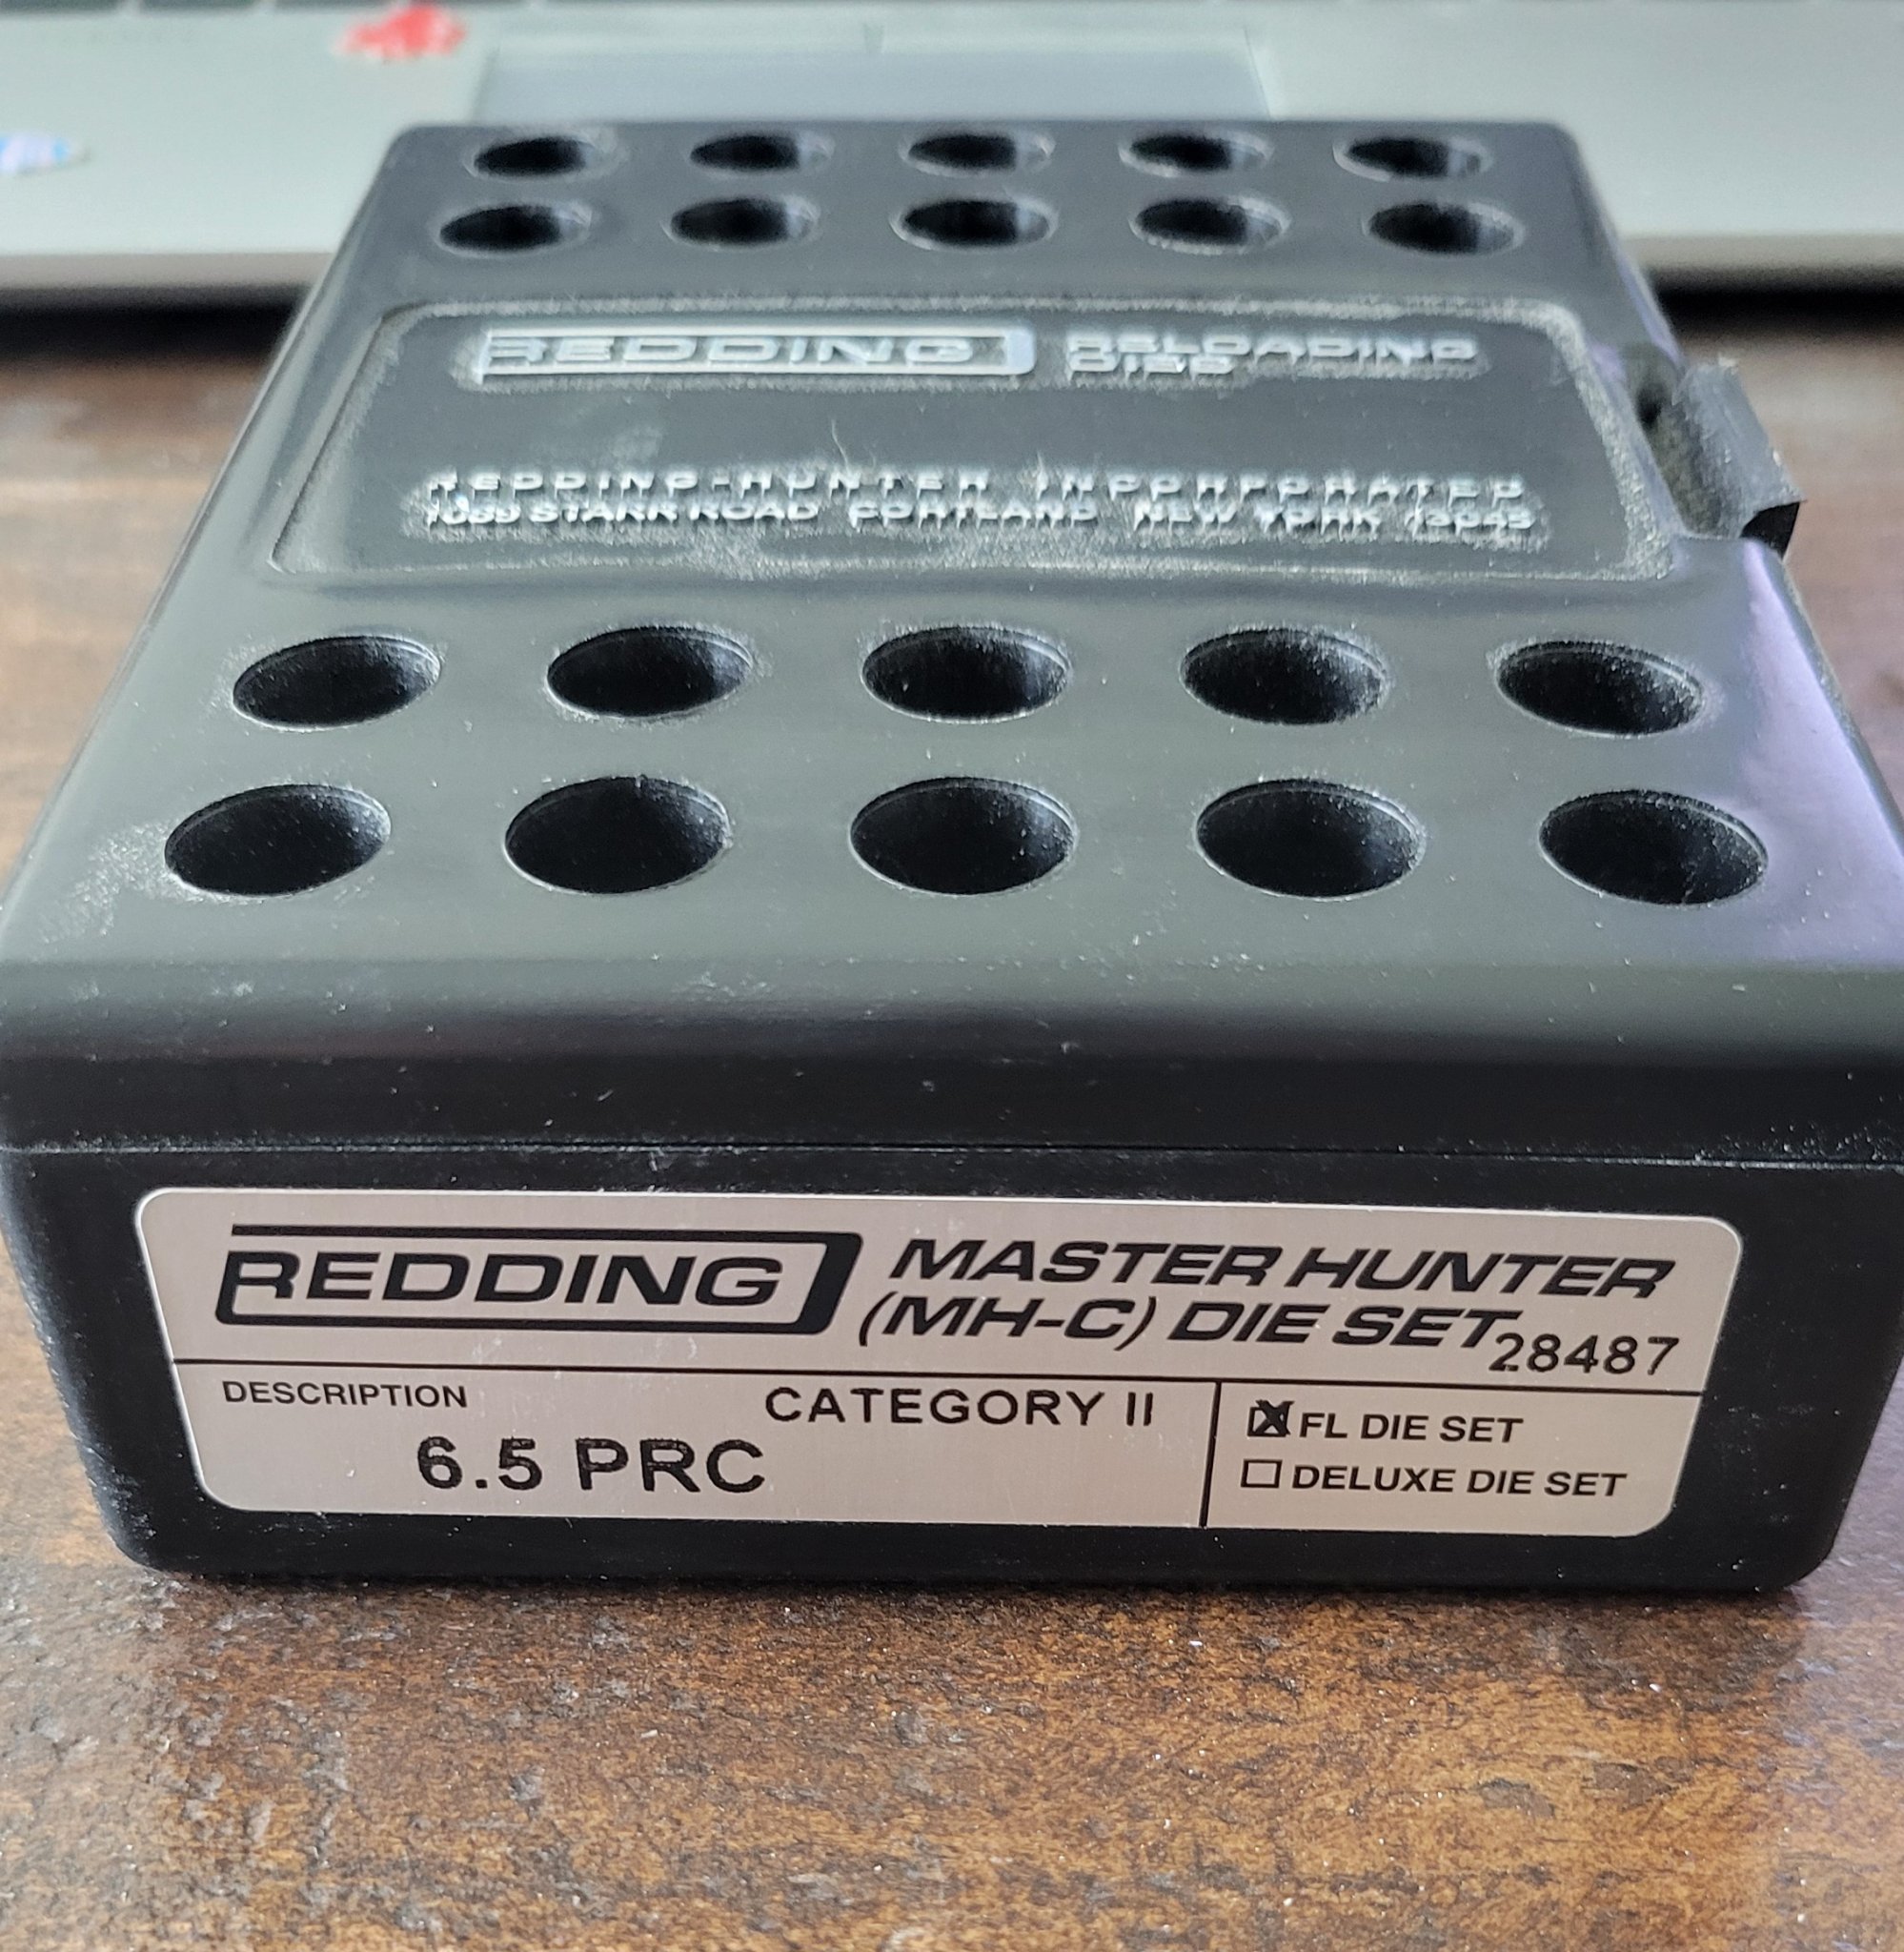 REDDING RELOADING
DIES
REDDING-HUNTER INCORPORATED
1089 STARR ROAD CORTLAND NEW YORK 13045
REDDING MASTER HUNTER
(MH-C) DIE SET 28487
DESCRIPTION CATEGORY II
6.5 PRC
FL DIE SET
DELUXE DIE SET